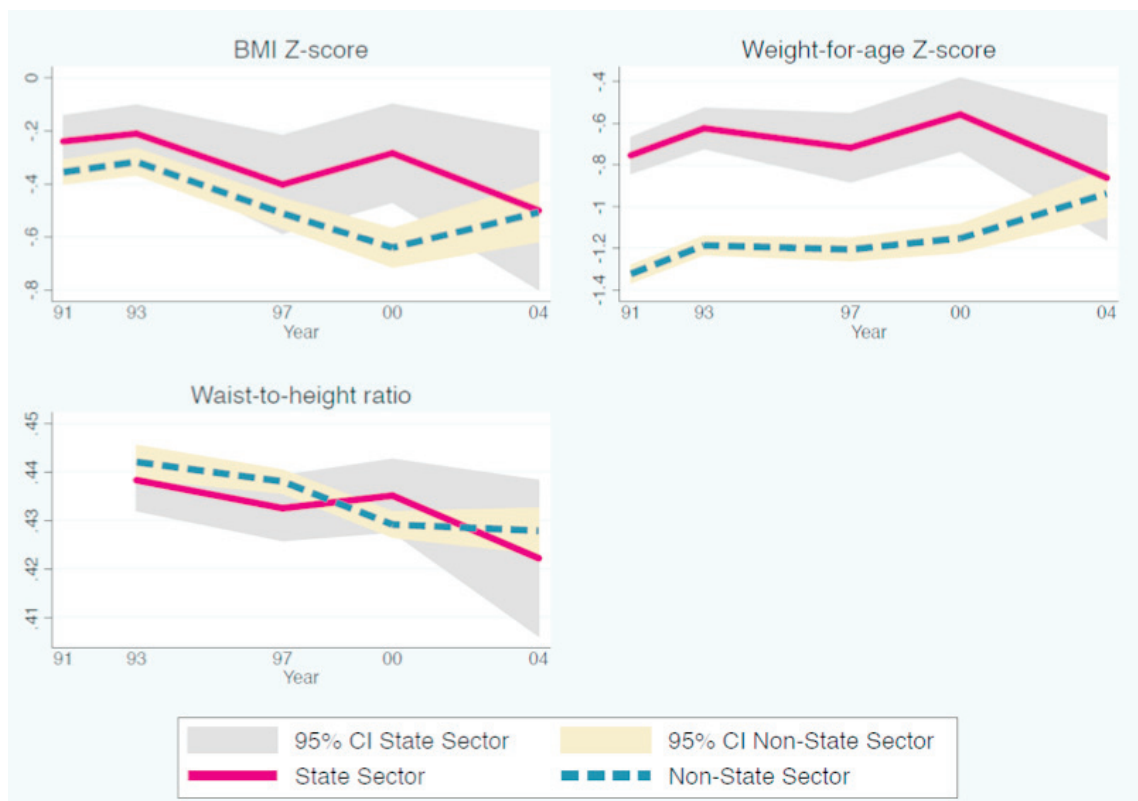 BMI Z-score
0
-.2
-.4
-.6
-.8
91 93 97 00 04
Year
Weight-for-age Z-score
-.4
-.6
-.8
-1
-1.2
-1.4
91 93 97 00 04
Year
Waist-to-height ratio
.45
.44
.43
.42
.41
91 93 97 00 04
Year
95% CI State Sector 95% CI Non-State Sector
State Sector Non-State Sector